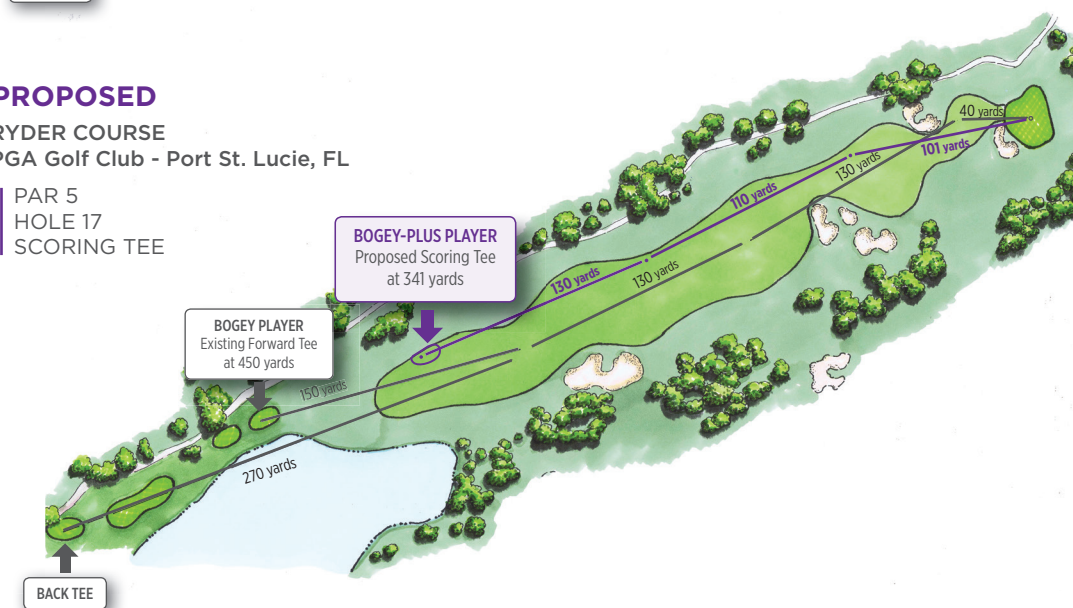 PROPOSED
RYDER COURSE
PGA Golf Club - Port St. Lucie, FL
PAR 5
HOLE 17
SCORING TEE
BOGEY-PLUS PLAYER
Proposed Scoring Tee
at 341 yards
BOGEY PLAYER
Existing Forward Tee
at 450 yards
40 yards
101 yards
130 yards
110 yards
130 yards
130 yards
150 yards
270 yards
BACK TEE